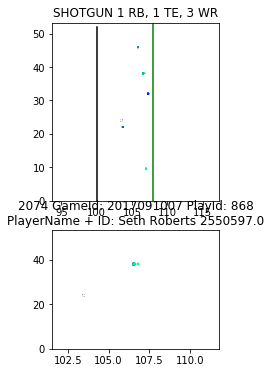 SHOTGUN 1 RB, 1 TE, 3 WR
50
40
30
20
10
0
95 100 105 110 115
2074 GameId: 2017091007 PlayId: 868
PlayerName + ID: Seth Roberts 2550597.0
40
20
0
102.5 105.0 107.5 110.0